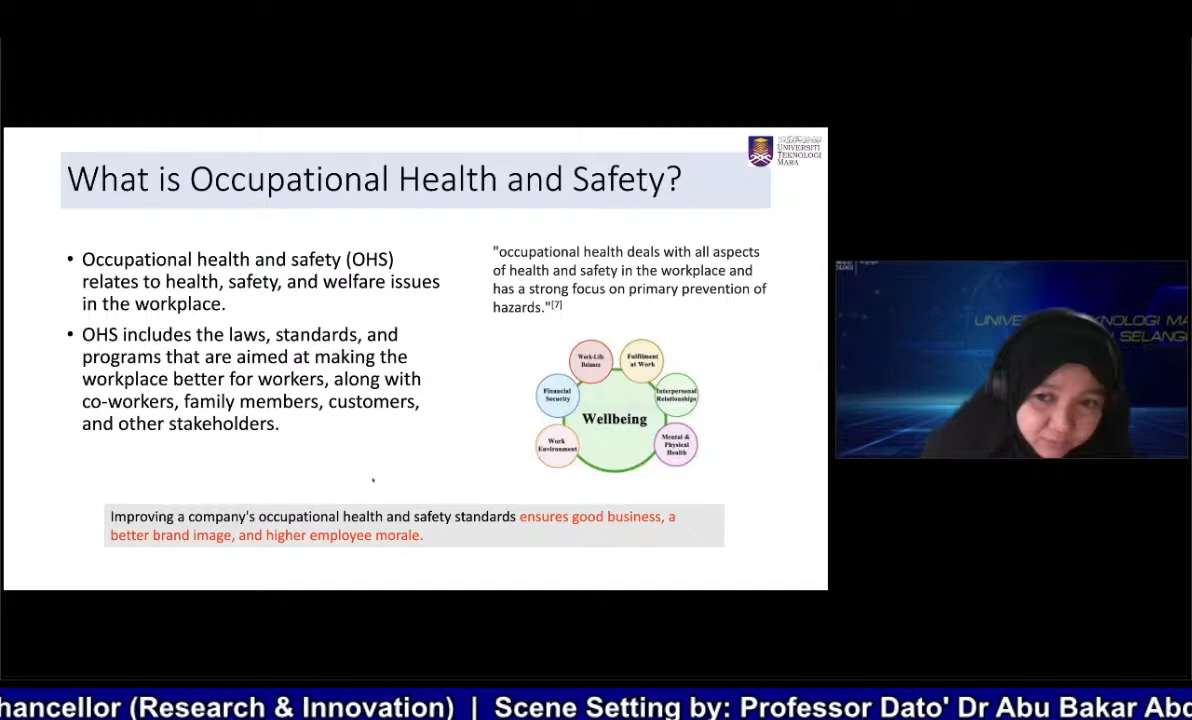 What is Occupational Health and Safety?
UNIVERSITI
TEKNOLOGI
MARA
• Occupational health and safety (OHS)
relates to health, safety, and welfare issues
in the workplace.
• OHS includes the laws, standards, and
programs that are aimed at making the
workplace better for workers, along with
co-workers, family members, customers,
and other stakeholders.
"occupational health deals with all aspects
of health and safety in the workplace and
has a strong focus on primary prevention of
hazards."[7]
Work-Life
Balance
Fulfilment
at Work
Financial
Security
Interpersonal
Relationships
Wellbeing
Work
Environment
Mental &
Physical
Health
Improving a company's occupational health and safety standards ensures good business, a
better brand image, and higher employee morale.
UNIVE KNOLOGI MA
SELANG
hancellor (Research & Innovation) | Scene Setting by: Professor Dato' Dr Abu Bakar Abd